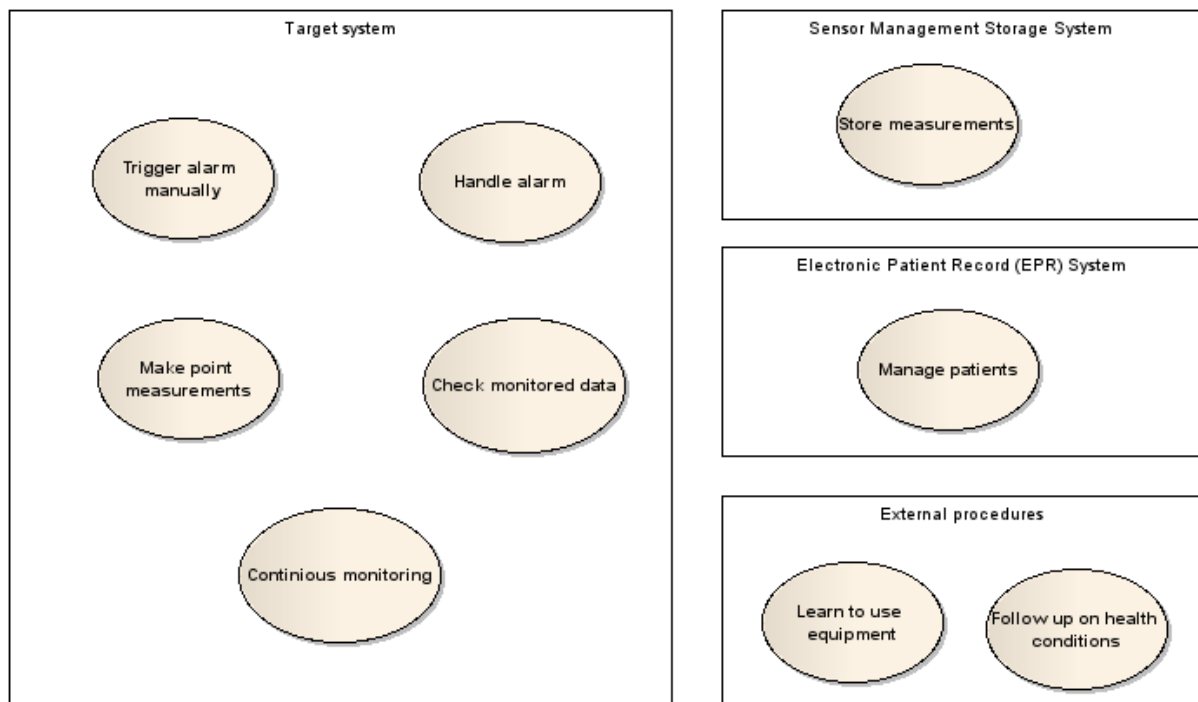 Target system
Trigger alarm
manually
Handle alarm
Make point
measurements
Check monitored data
Continious monitoring
Sensor Management Storage System
Store measurements
Electronic Patient Record (EPR) System
Manage patients
External procedures
Learn to use
equipment
Follow up on health
conditions